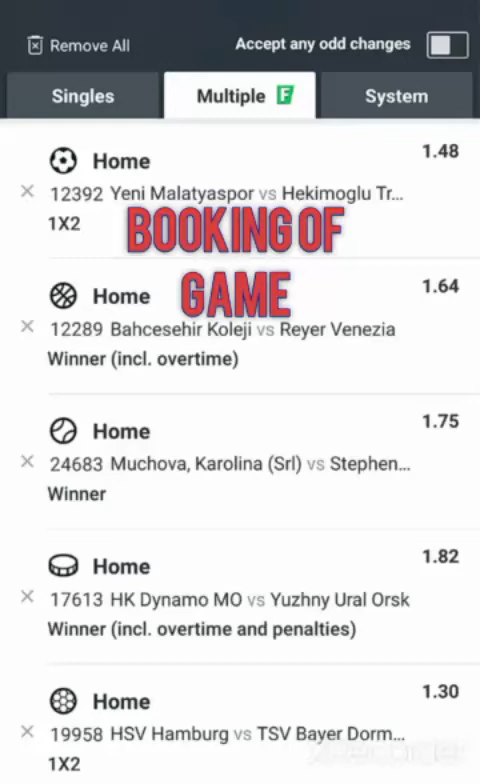 Remove All
Accept any odd changes
Singles
Multiple F
System
Home
1.48
12392 Yeni Malatyaspor vs Hekimoglu Tr...
1X2
BOOKING OF
GAME
Home
1.64
12289 Bahcesehir Koleji vs Reyer Venezia
Winner (incl. overtime)
Home
1.75
24683 Muchova, Karolina (Srl) vs Stephen...
Winner
Home
1.82
17613 HK Dynamo MO vs Yuzhny Ural Orsk
Winner (incl. overtime and penalties)
Home
1.30
19958 HSV Hamburg vs TSV Bayer Dorm...
1X2